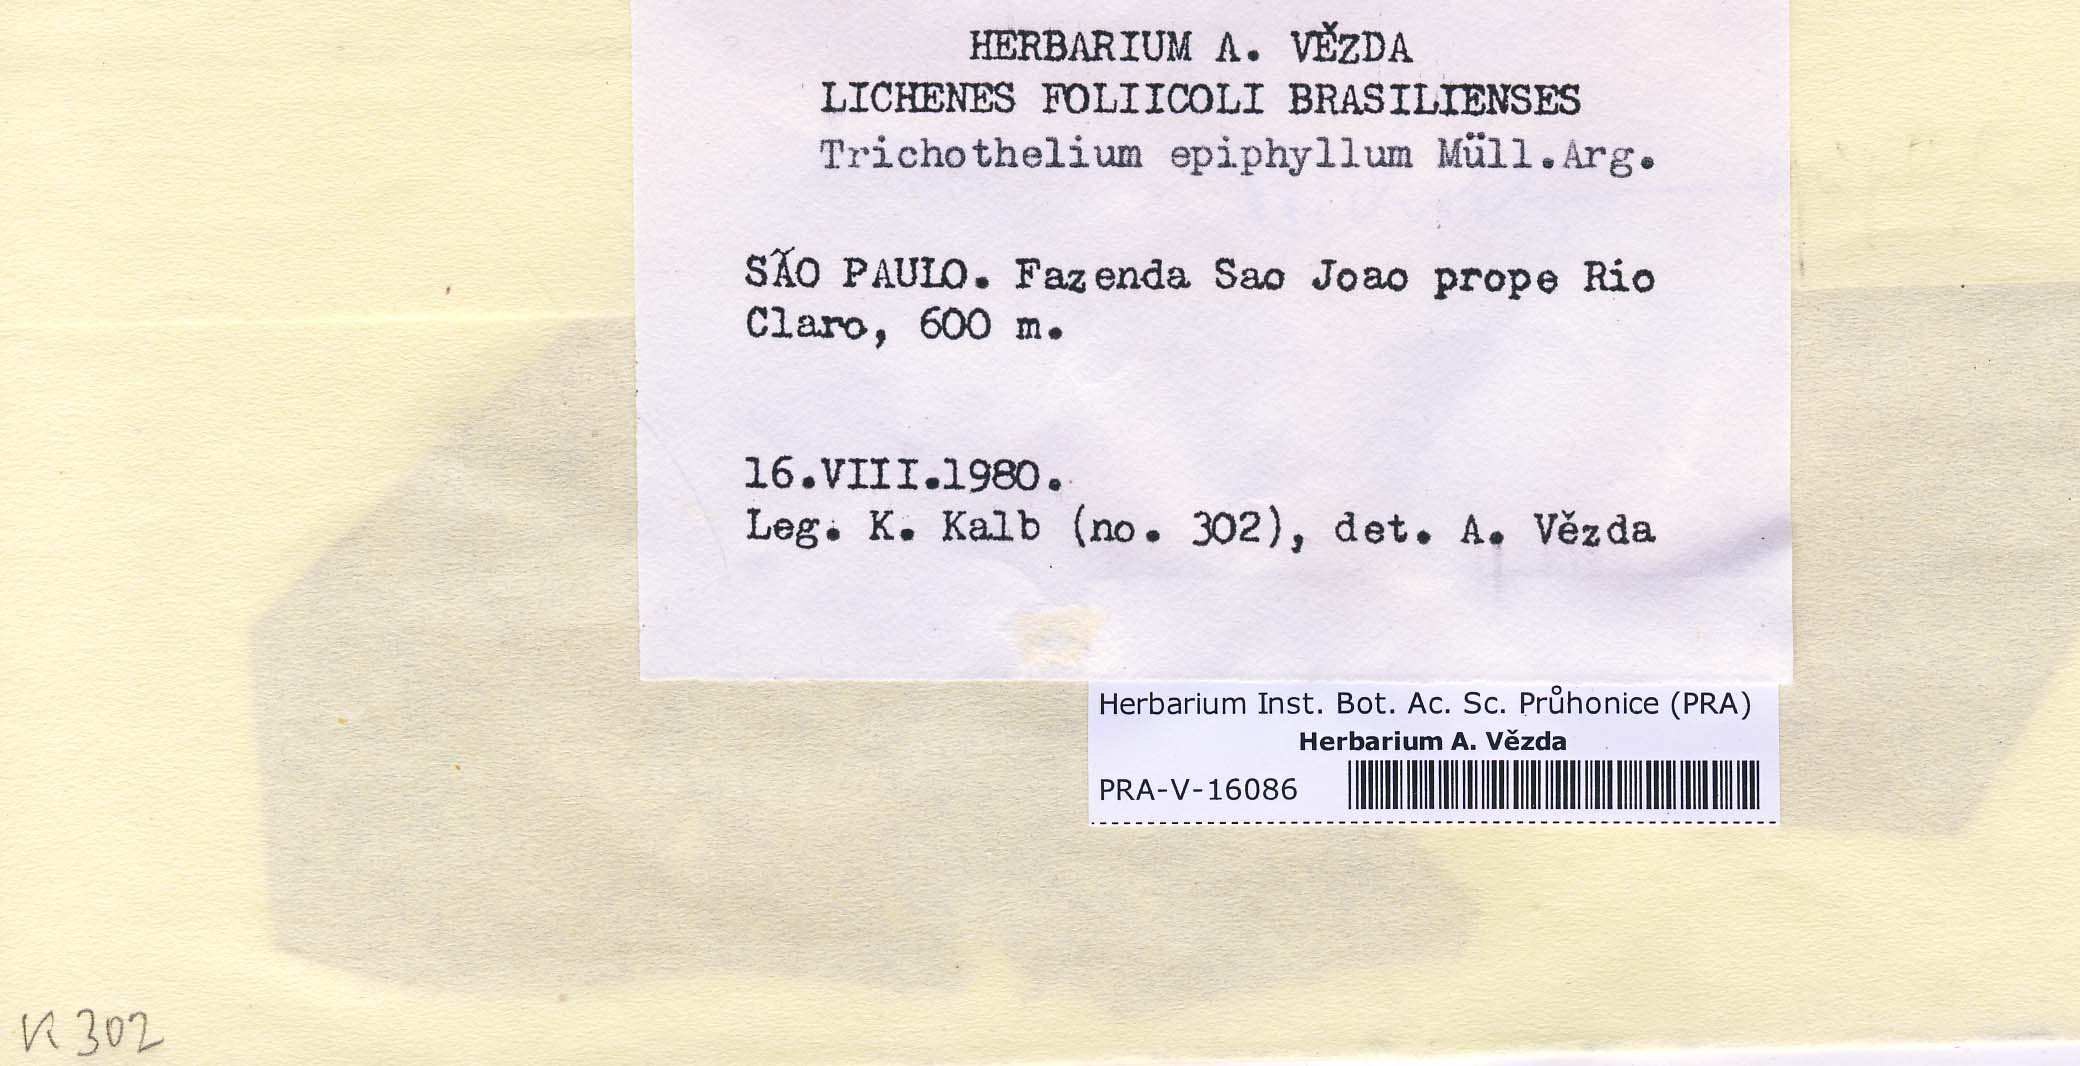 HERBARIUM A. VĚZDA
LICHENES FOLIICOLI BRASILIENSES
Trichothelium epiphyllum Müll.Arg.
SÃO PAULO. Fazenda Sao Joao prope Rio
Claro, 600 m.
16.VIII.1980.
Leg. K. Kalb (no. 302), det. A. Vězda
Herbarium Inst. Bot. Ac. Sc. Průhonice (PRA)
Herbarium A. Vězda
PRA-V-16086
K 302